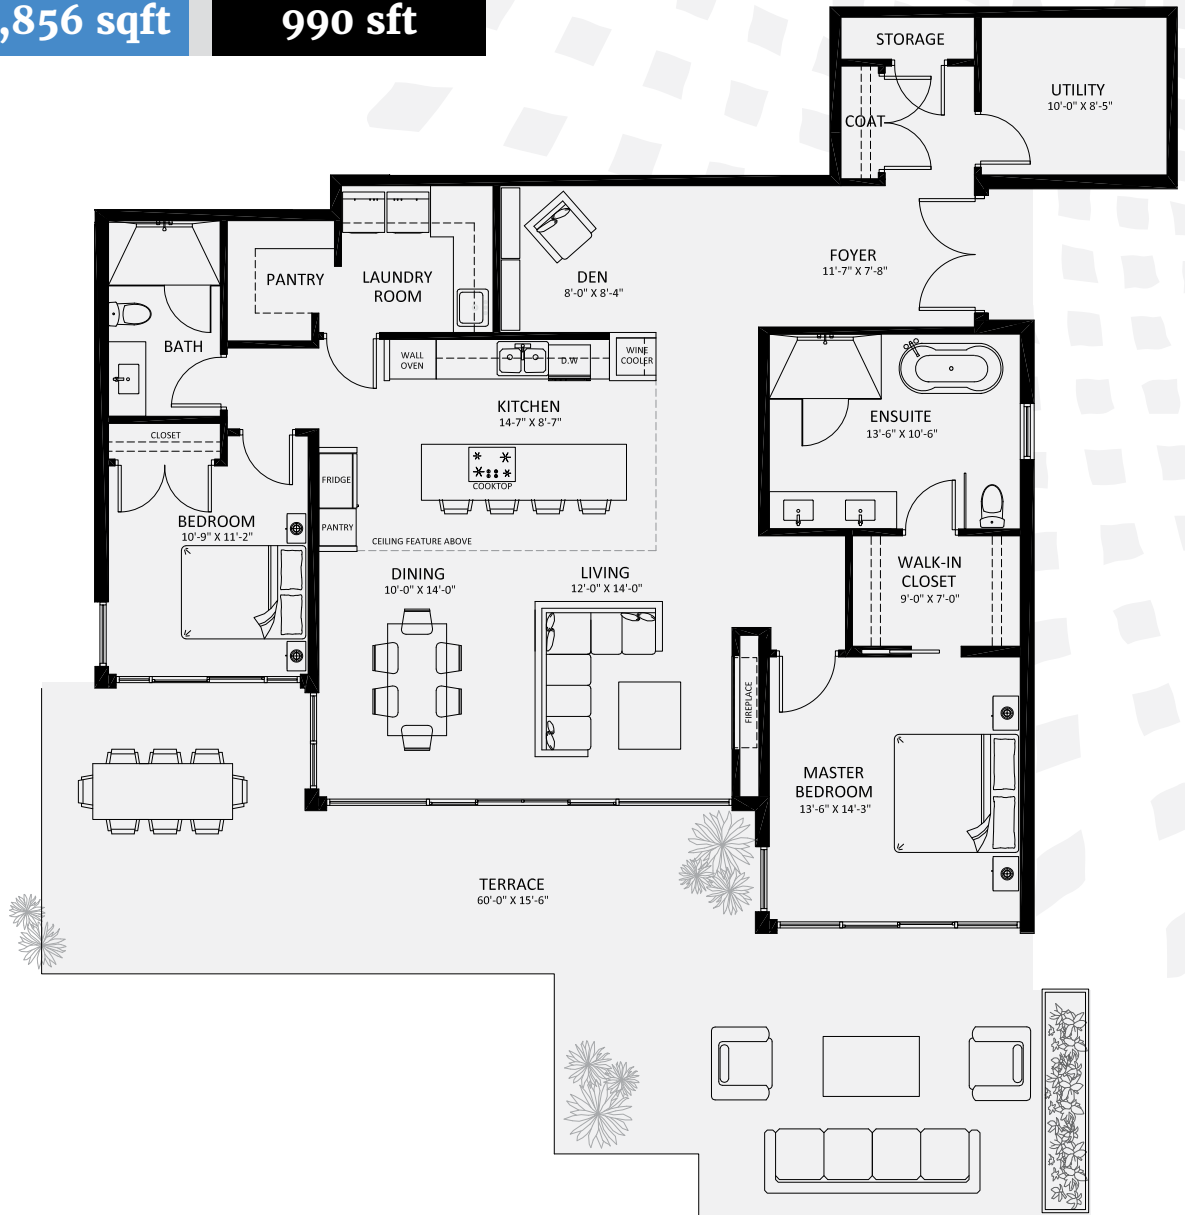 ,856 sqft
990 sft
STORAGE
COAT
UTILITY
10'-0" X 8'-5"
PANTRY
LAUNDRY
ROOM
DEN
8'-0" X 8'-4"
FOYER
11'-7" X 7'-8"
BATH
WALL
OVEN
D.W
WINE
COOLER
KITCHEN
14-7" X 8'-7"
ENSUITE
13'-6" X 10'-6"
CLOSET
FRIDGE
COOKTOP
PANTRY
BEDROOM
10'-9" X 11'-2"
CEILING FEATURE ABOVE
DINING
10'-0" X 14'-0"
LIVING
12'-0" X 14'-0"
WALK-IN
CLOSET
9'-0" X 7'-0"
FIREPLACE
MASTER
BEDROOM
13'-6" X 14'-3"
TERRACE
60'-0" X 15'-6"